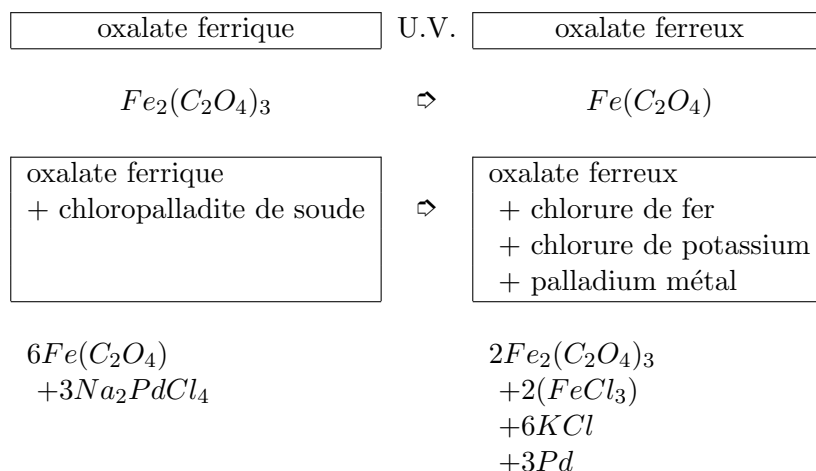 oxalate ferrique U.V. oxalate ferreux
Fe₂(C₂O₄)₃ ➯ Fe(C₂O₄)
oxalate ferrique
+ chloropalladite de soude
➯
oxalate ferreux
+ chlorure de fer
+ chlorure de potassium
+ palladium métal
6Fe(C₂O₄)
+3Na₂PdCl₄
2Fe₂(C₂O₄)₃
+2(FeCl₃)
+6KCl
+3Pd